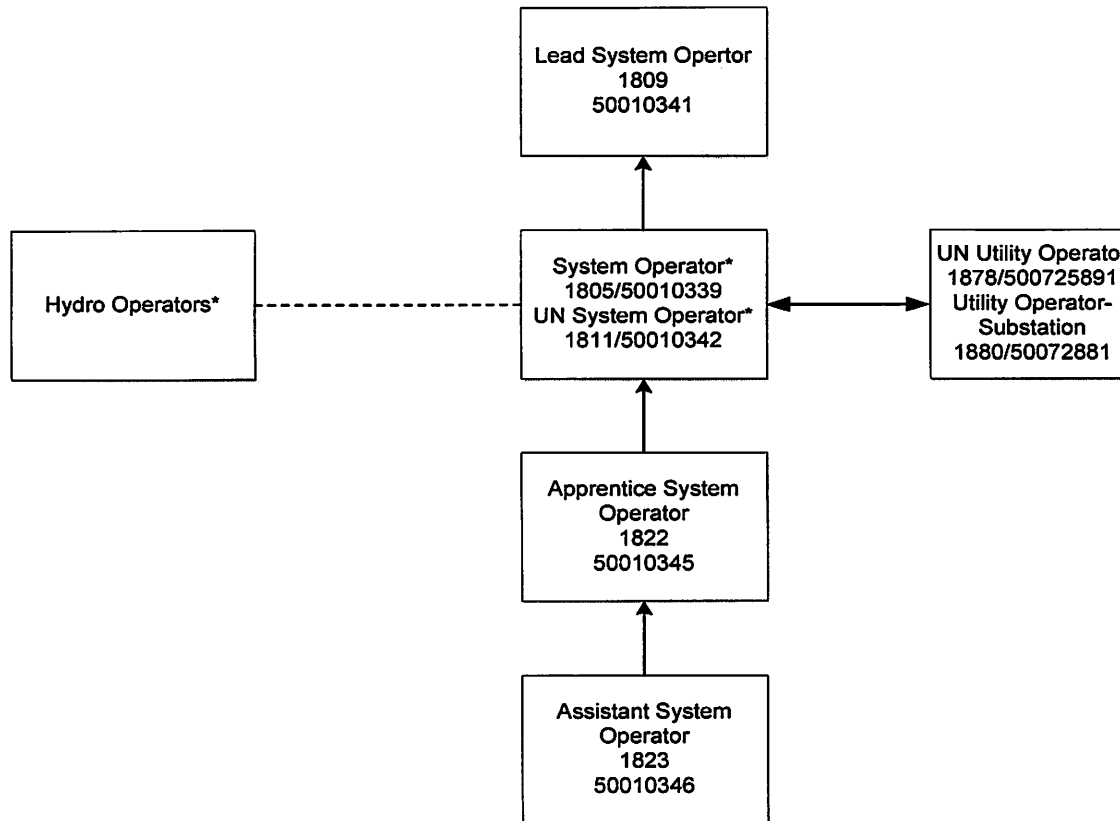 Lead System Opertor
1809
50010341
Hydro Operators*
System Operator*
1805/50010339
UN System Operator*
1811/50010342
UN Utility Operato
1878/500725891
Utility Operator-
Substation
1880/50072881
Apprentice System
Operator
1822
50010345
Assistant System
Operator
1823
50010346